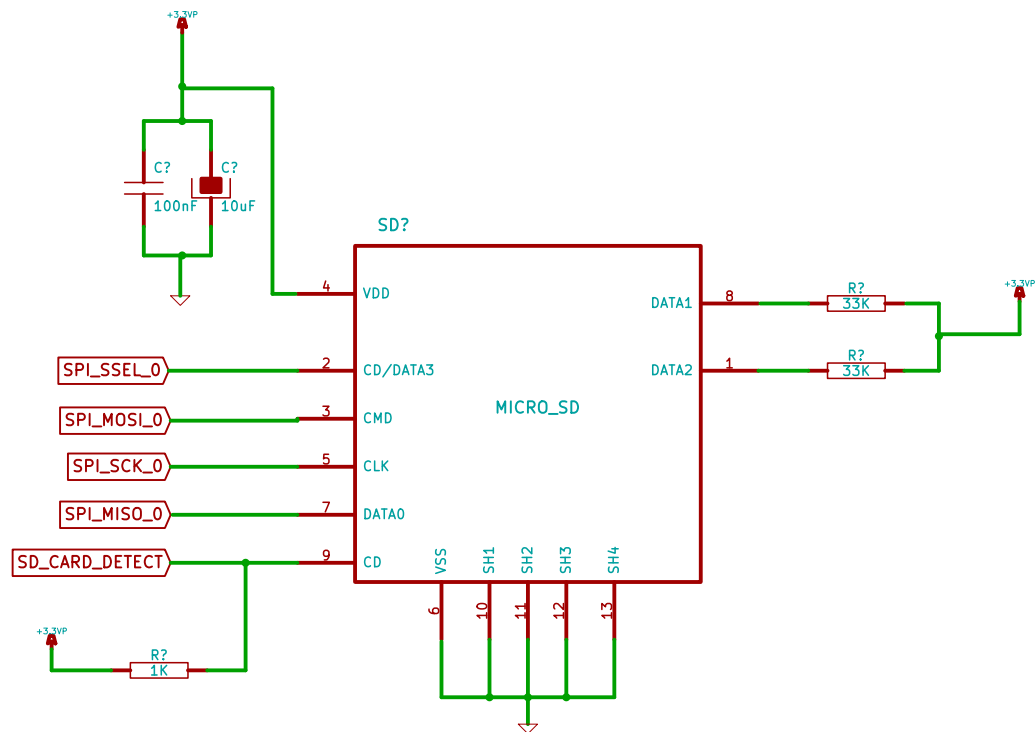 +3.3VP
C?
100nF
C?
10uF
SD?
4
VDD
SPI_SSEL_0
2
CD/DATA3
SPI_MOSI_0
3
CMD
SPI_SCK_0
5
CLK
SPI_MISO_0
7
DATA0
SD_CARD_DETECT
9
CD
MICRO_SD
DATA1
8
R?
33K
+3.3VP
DATA2
1
R?
33K
VSS
SH1
SH2
SH3
SH4
6
10
11
12
13
+3.3VP
R?
1K